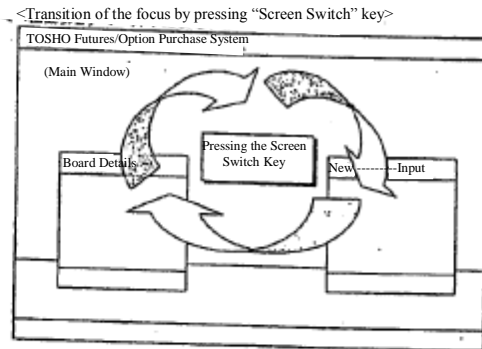 <Transition of the focus by pressing “Screen Switch” key>
TOSHO Futures/Option Purchase System
(Main Window)
Pressing the Screen
Switch Key
Board Details
New ----------Input